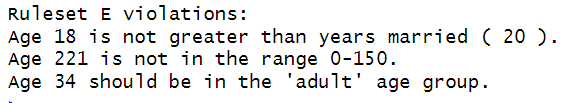 Ruleset E violations:
Age 18 is not greater than years married ( 20 ).
Age 221 is not in the range 0-150.
Age 34 should be in the 'adult' age group.